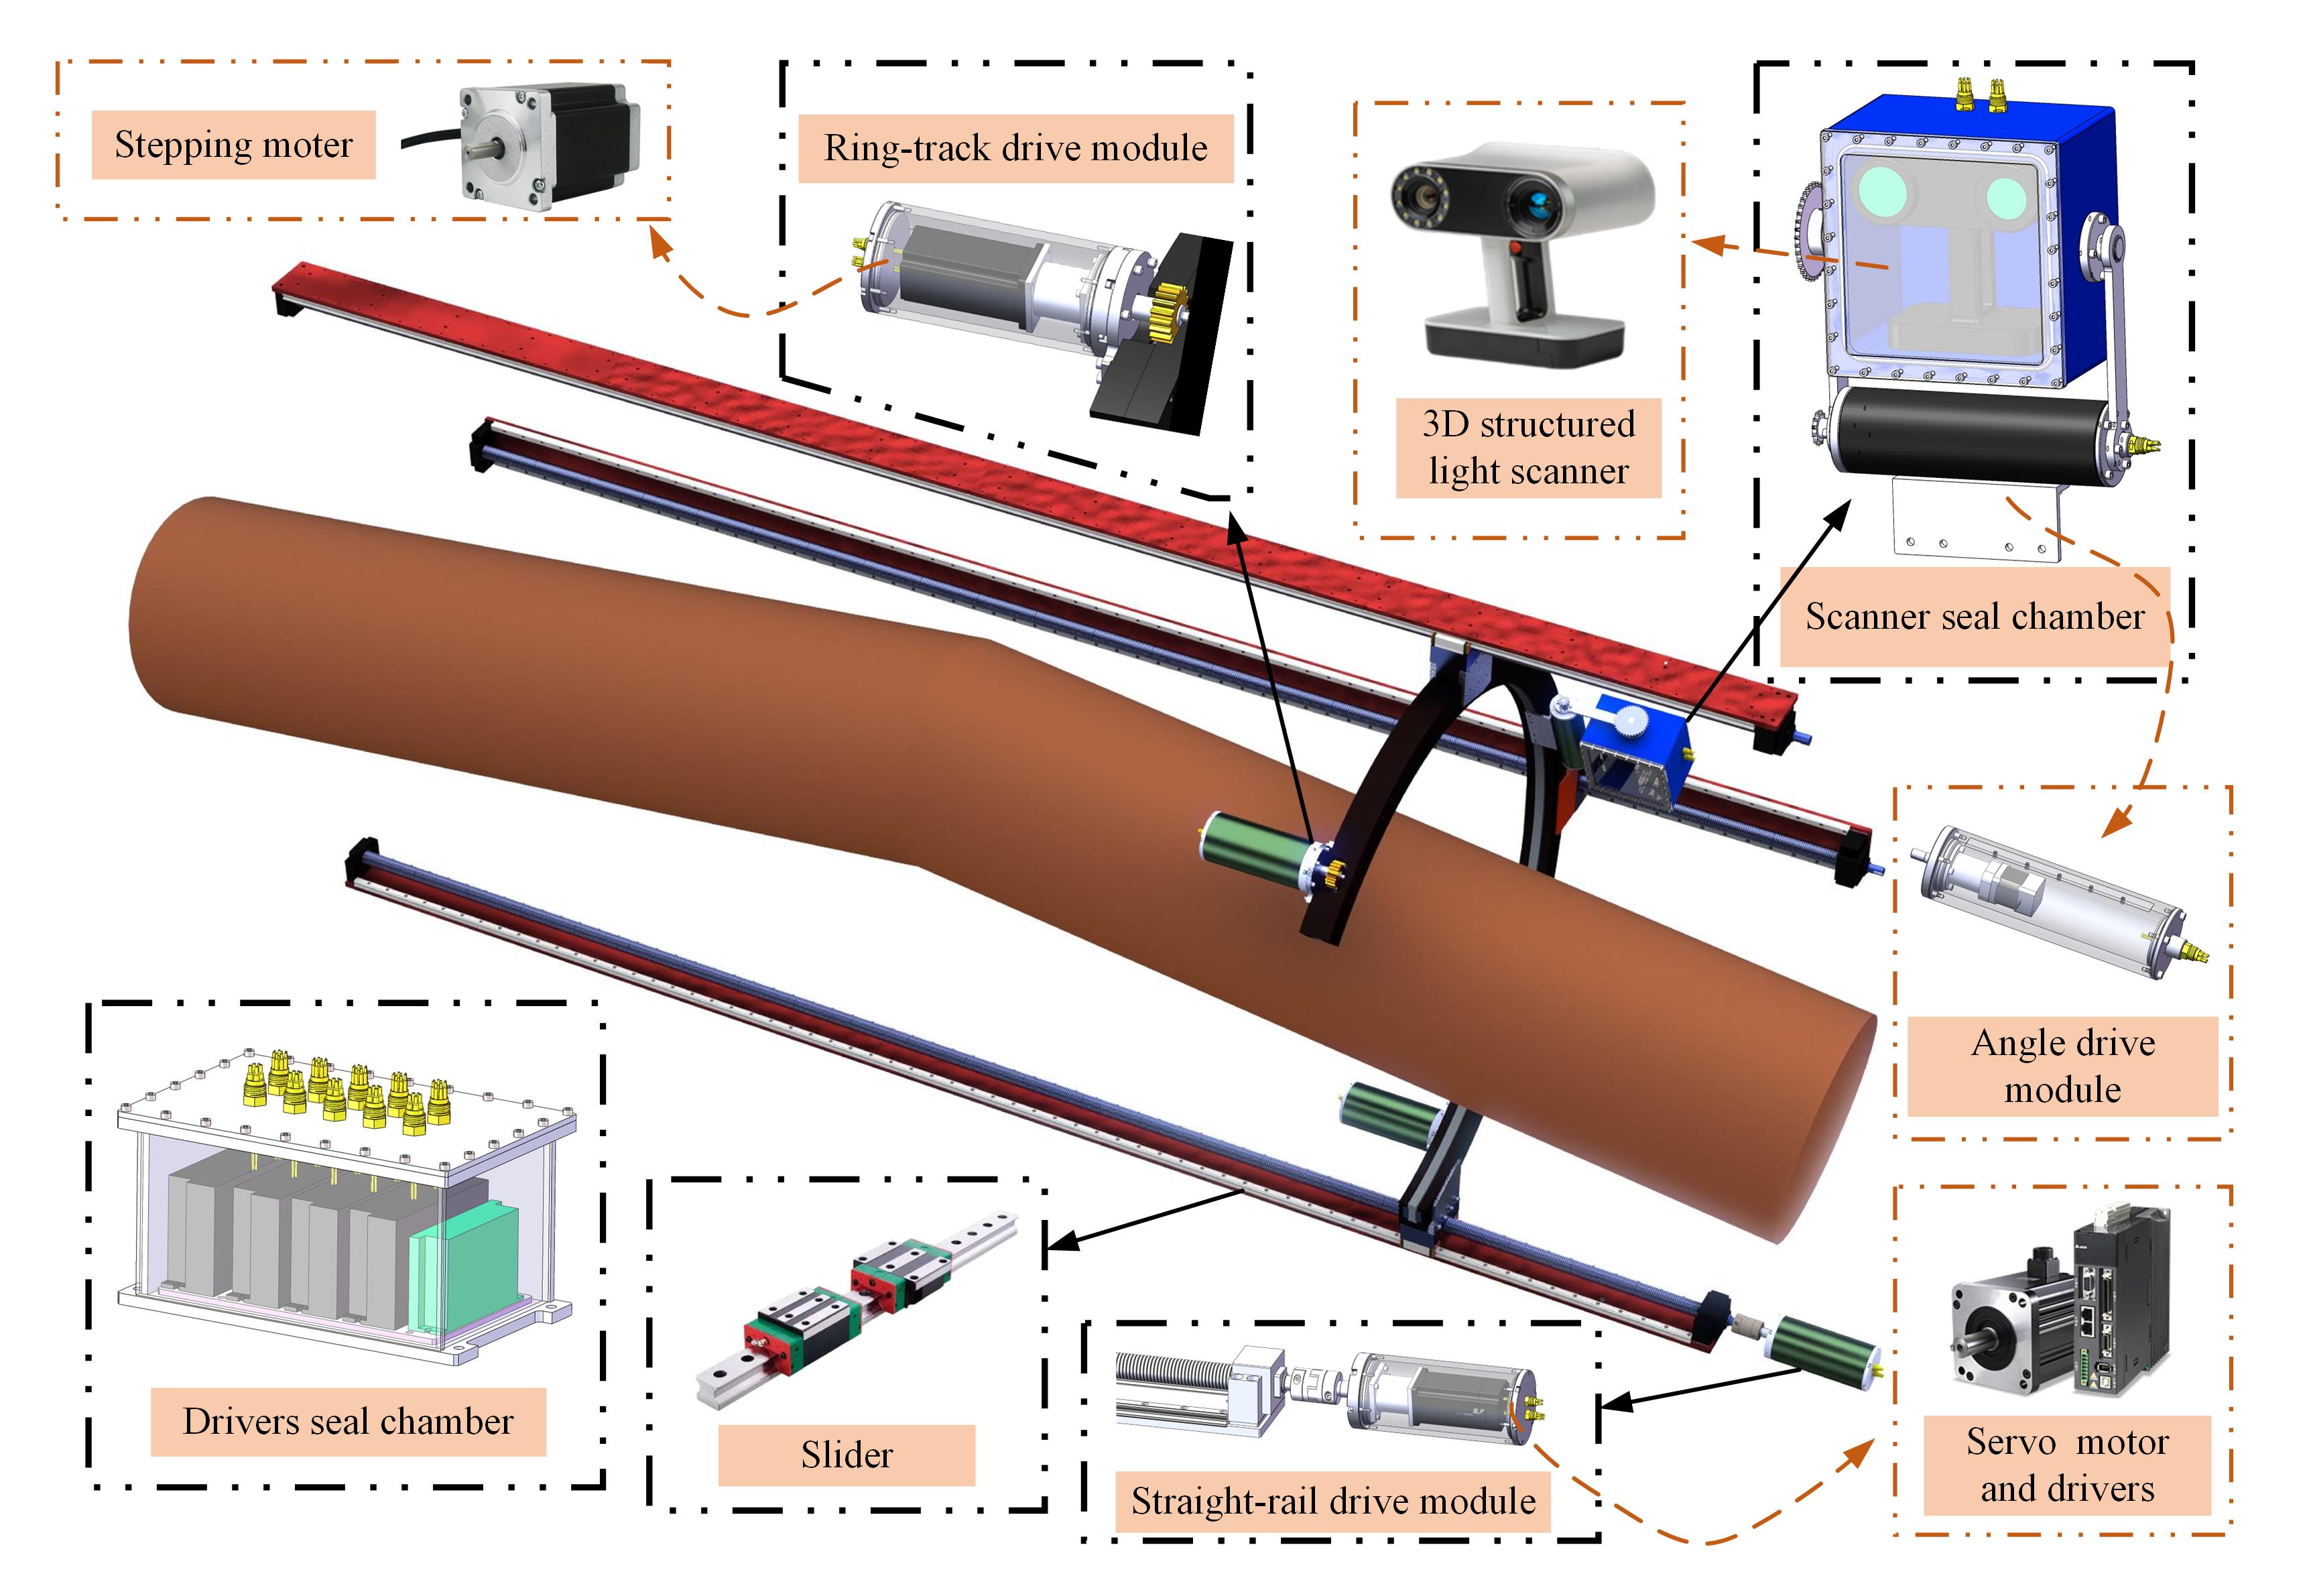 Stepping moter
Ring-track drive module
3D structured
light scanner
Scanner seal chamber
Angle drive
module
Drivers seal chamber
Slider
Straight-rail drive module
Servo motor
and drivers